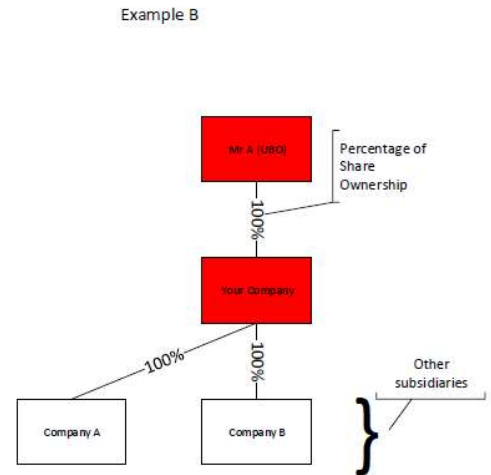 Example B
Mr A (UBO)
Percentage of
Share
Ownership
100%
Your Company
100%
100%
Other
subsidiaries
Company A
Company B